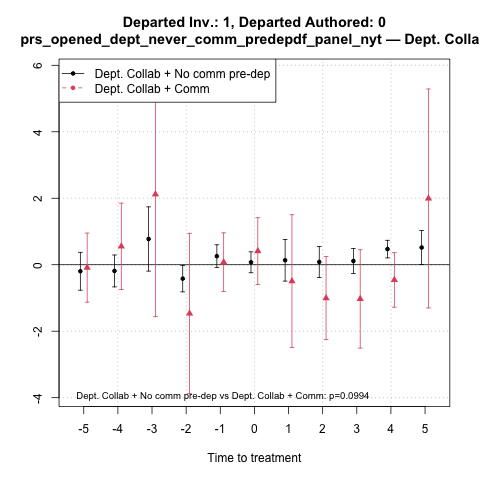 Departed Inv.: 1, Departed Authored: 0
prs_opened_dept_never_comm_predepdf_panel_nyt — Dept. Colla
Dept. Collab + No comm pre-dep
Dept. Collab + Comm
6
4
2
0
-2
-4
Dept. Collab + No comm pre-dep vs Dept. Collab + Comm: p=0.0994
-5 -4 -3 -2 -1 0 1 2 3 4 5
Time to treatment